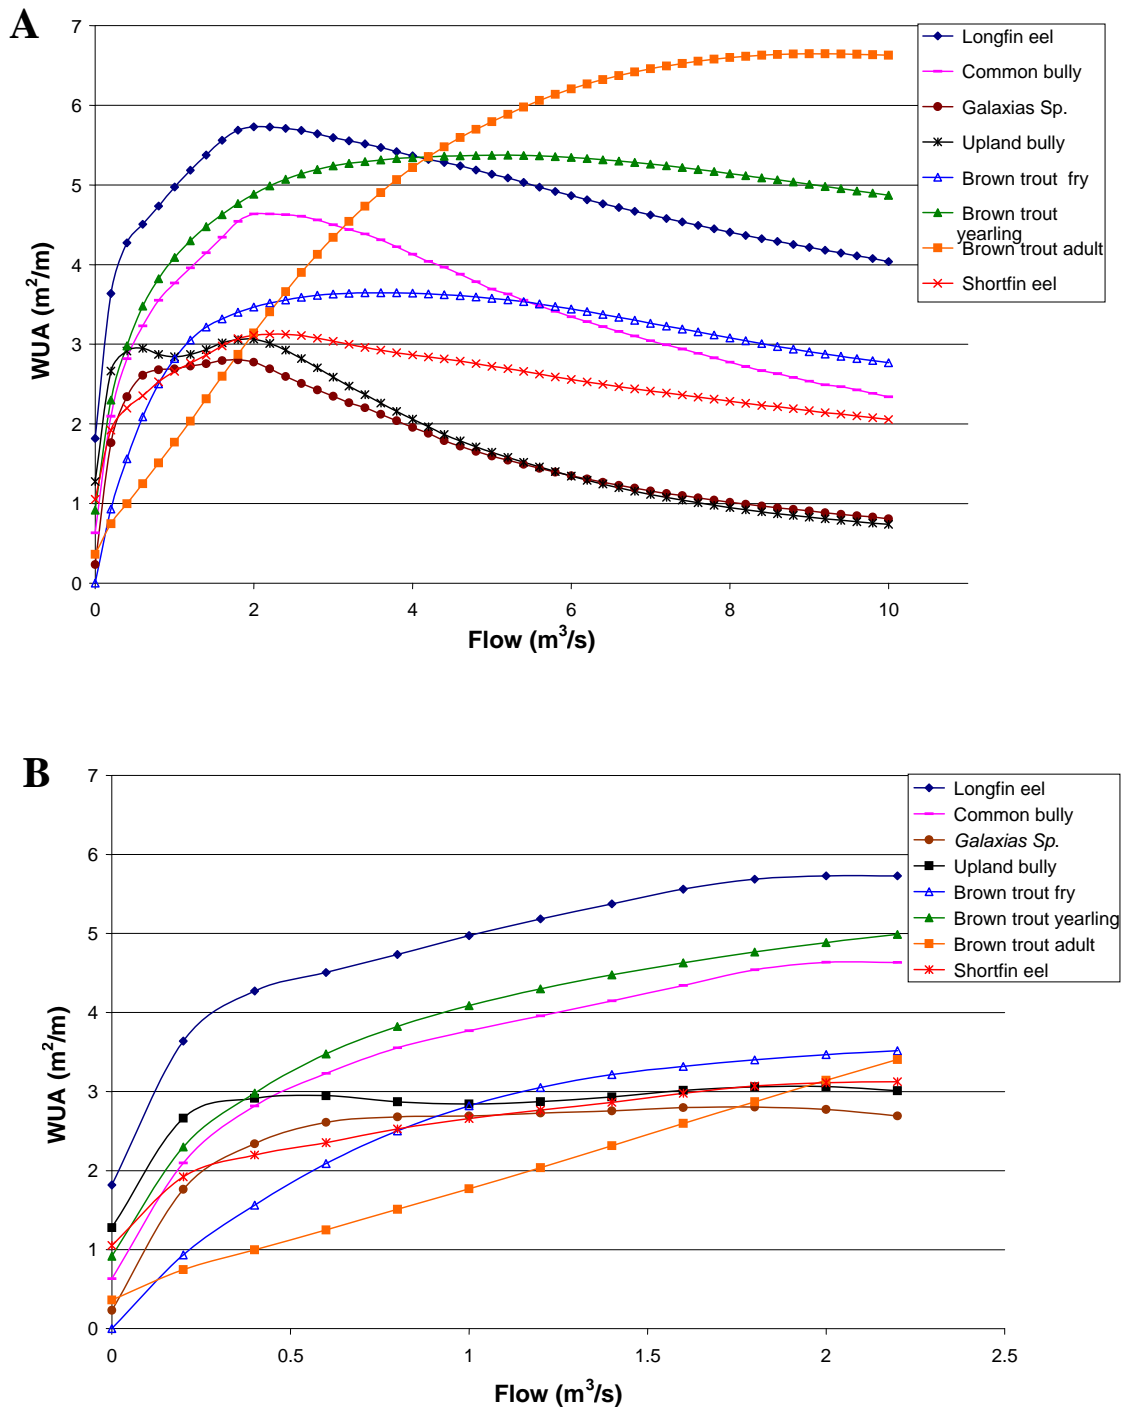 A
7
6
5
4
3
2
1
0
WUA (m²/m)
0 2 4 6 8 10
Flow (m³/s)
Longfin eel
Common bully
Galaxias Sp.
Upland bully
Brown trout fry
Brown trout
yearling
Brown trout adult
Shortfin eel
B
7
6
5
4
3
2
1
0
WUA (m²/m)
0 0.5 1 1.5 2 2.5
Flow (m³/s)
Longfin eel
Common bully
Galaxias Sp.
Upland bully
Brown trout fry
Brown trout yearling
Brown trout adult
Shortfin eel